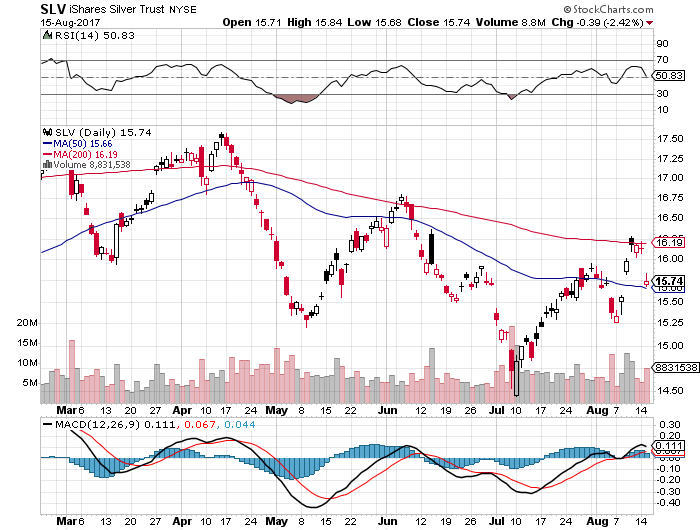 SLV iShares Silver Trust NYSE © StockCharts.com
15-Aug-2017 Open 15.71 High 15.84 Low 15.68 Close 15.74 Volume 8.8M Chg -0.39 (-2.42%)
RSI(14) 50.83
90
70
50.83
30
10
SLV (Daily) 15.74
MA(50) 15.66
MA(200) 16.19
Volume 8,831,538
17.50
17.25
17.00
16.75
16.50
16.19
16.00
15.74
15.50
15.25
15.00
14.50
8831538
20M
15M
10M
5M
Mar 6 13 20 27 Apr 10 17 24 May 8 15 22 Jun 12 19 26 Jul 10 17 24 Aug 7 14
MACD(12,26,9) 0.111, 0.067, 0.044
0.30
0.20
0.111
0.00
-0.10
-0.20
-0.30
-0.40
Mar 6 13 20 27 Apr 10 17 24 May 8 15 22 Jun 12 19 26 Jul 10 17 24 Aug 7 14